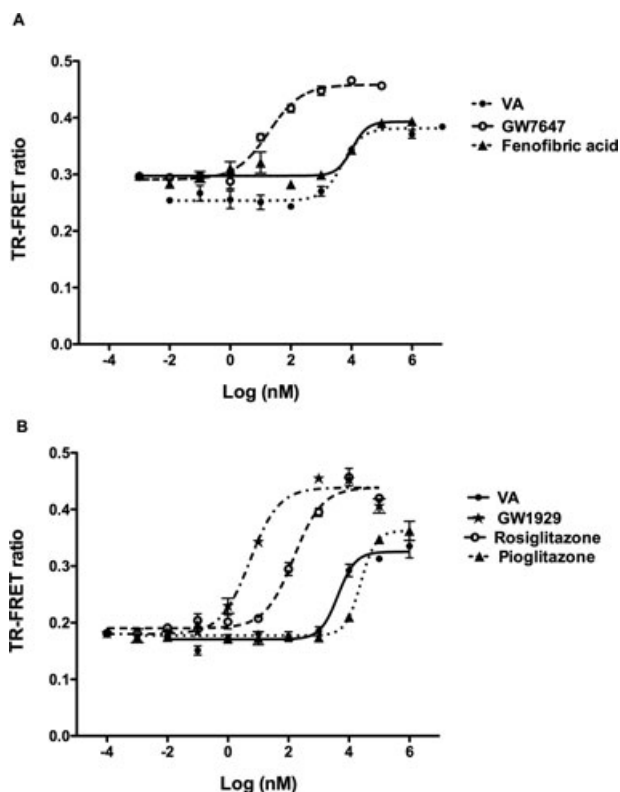 A
TR-FRET ratio
0.5
0.4
0.3
0.2
0.1
0.0
-4 -2 0 2 4 6
Log (nM)
VA
GW7647
Fenofibric acid
B
TR-FRET ratio
0.5
0.4
0.3
0.2
0.1
0.0
-4 -2 0 2 4 6
Log (nM)
VA
GW1929
Rosiglitazone
Pioglitazone